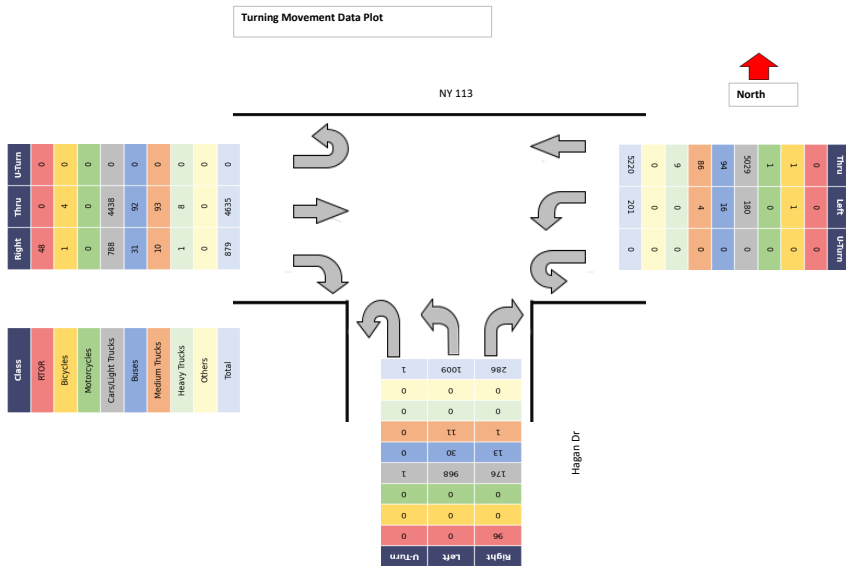 Turning Movement Data Plot
North
NY 113
U-Turn 0 0 0 0 0 0 0 0 0
Thru 0 4 0 4438 92 93 8 0 4635
Right 48 1 0 788 31 10 1 0 879
5220 0 9 86 94 5029 1 1 0 Thru
201 0 0 4 16 180 0 1 0 Left
0 0 0 0 0 0 0 0 0 U-Turn
Class RTOR Bicycles Motorcycles Cars/Light Trucks Buses Medium Trucks Heavy Trucks Others Total
1 1009 286
0 0 0
0 0 0
0 11 1
0 30 13
1 968 176
0 0 0
0 0 0
0 0 96
U-Turn Left Right
Hagan Dr